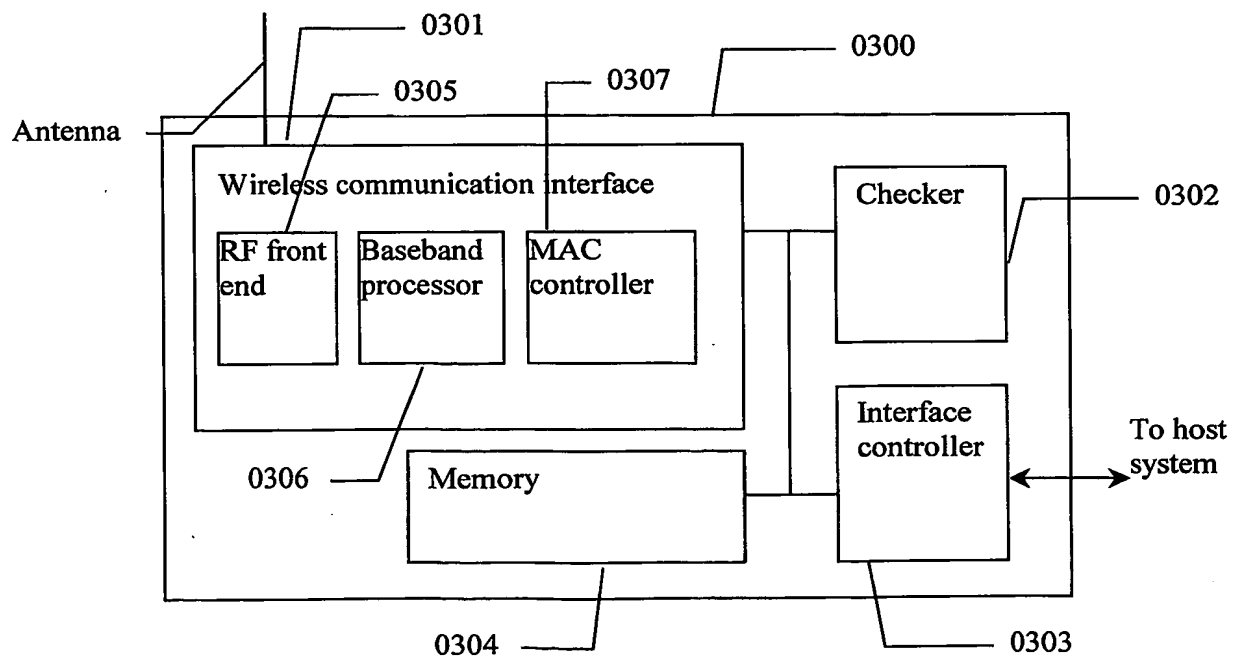 0301
0300
0305
0307
Antenna
Wireless communication interface
Checker
0302
RF front
end
Baseband
processor
MAC
controller
Interface
controller
To host
system
0306
Memory
0304
0303